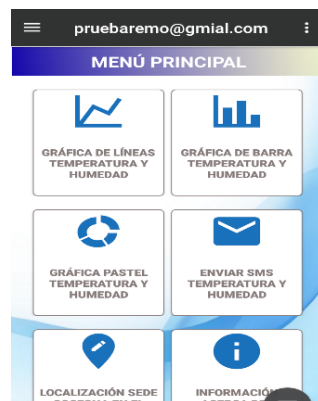 pruebaremo@gmial.com
MENÚ PRINCIPAL
GRÁFICA DE LÍNEAS
TEMPERATURA Y
HUMEDAD
GRÁFICA DE BARRA
TEMPERATURA Y
HUMEDAD
GRÁFICA PASTEL
TEMPERATURA Y
HUMEDAD
ENVIAR SMS
TEMPERATURA Y
HUMEDAD
LOCALIZACIÓN SEDE
INFORMACIÓN